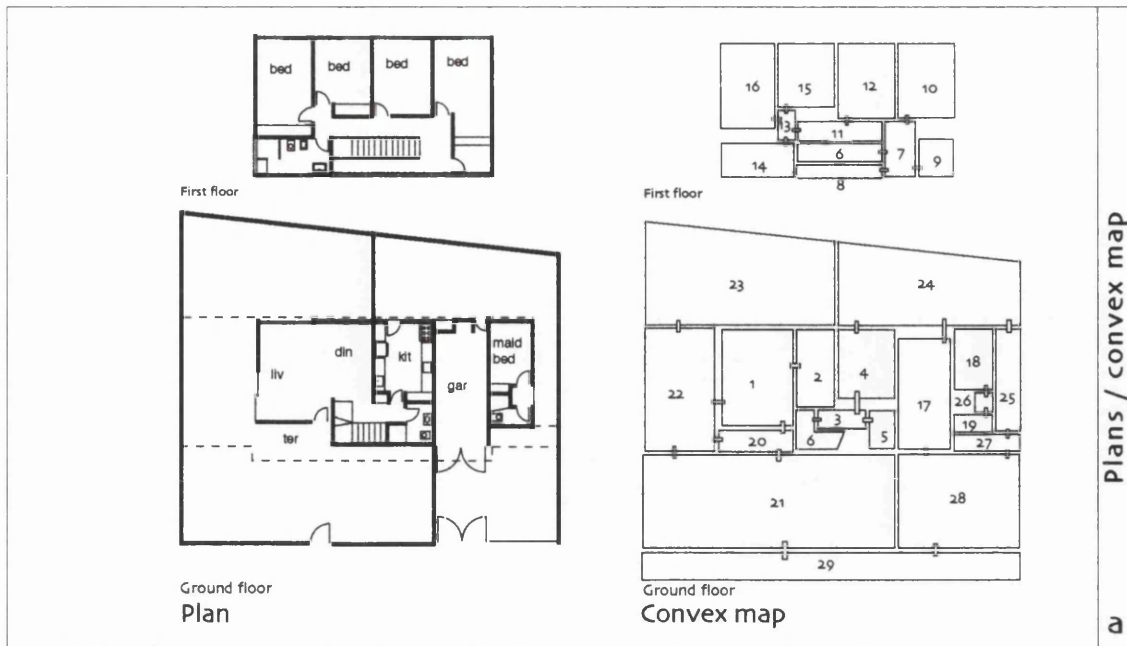 bed bed bed bed
First floor
liv din kit gar maid
bed
ter
Ground floor
Plan
16 15 12 10
13 11
14 6 7 9
8
First floor
23 24
22 1 2 4 17 18 25
26
3
20 6 5 19
27
21 28
29
Ground floor
Convex map
Plans / convex map
a